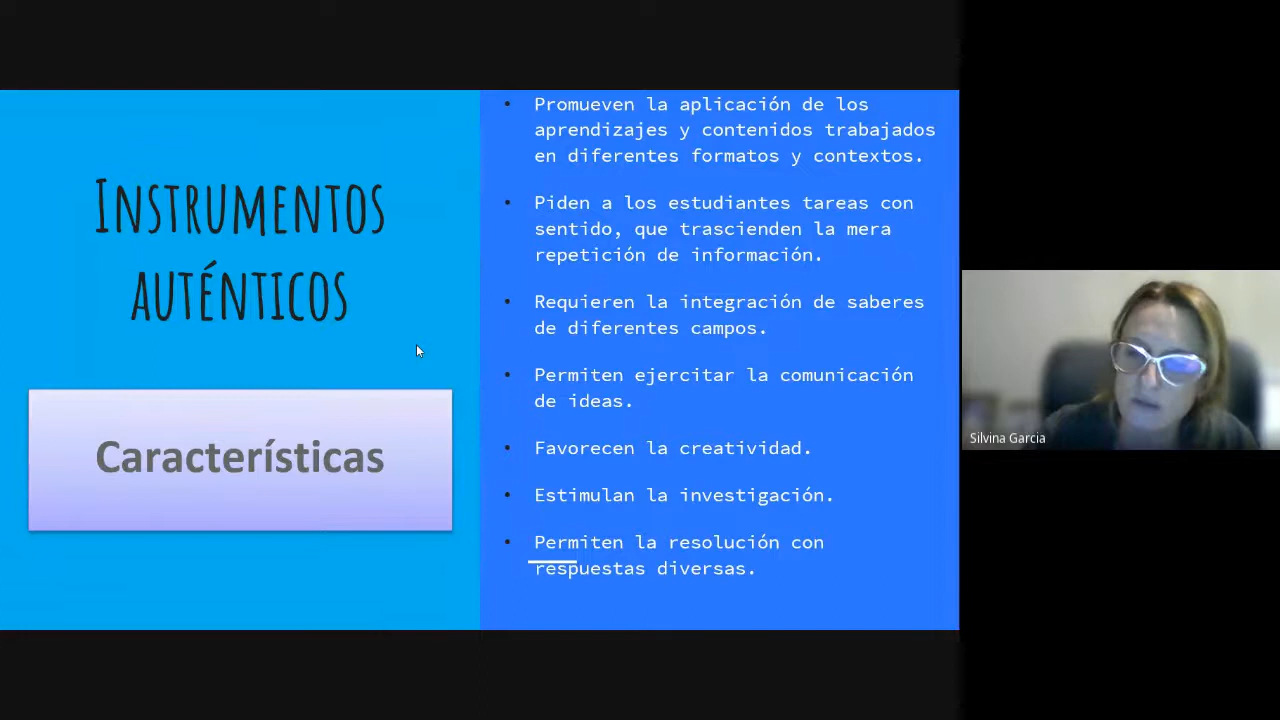 Instrumentos
auténticos
Características
• Promueven la aplicación de los
aprendizajes y contenidos trabajados
en diferentes formatos y contextos.
• Piden a los estudiantes tareas con
sentido, que trascienden la mera
repetición de información.
• Requieren la integración de saberes
de diferentes campos.
• Permiten ejercitar la comunicación
de ideas.
• Favorecen la creatividad.
• Estimulan la investigación.
• Permiten la resolución con
respuestas diversas.
Silvina Garcia